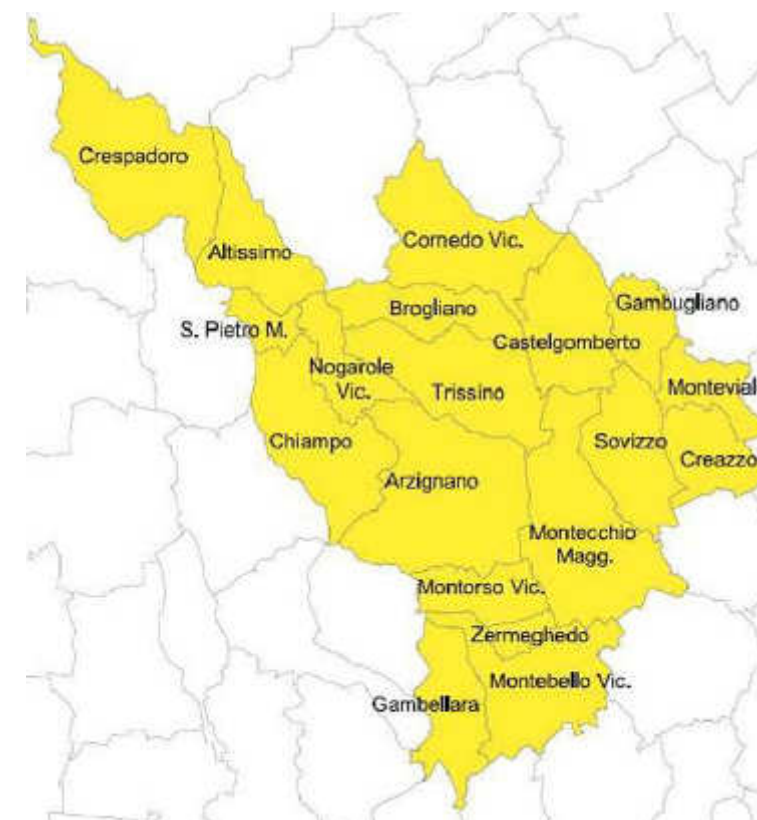 Crespadoro
Cornedo Vic.
Altissimo
Gambugliano
Brogliano
S. Pietro M.
Castelgomberto
Nogarole
Vic.
Trissino
Montevial
Chiampo
Sovizzo
Creazzo
Arzignano
Montecchio
Magg.
Montorso Vic.
Zermeghedo
Montebello Vic.
Gambellara